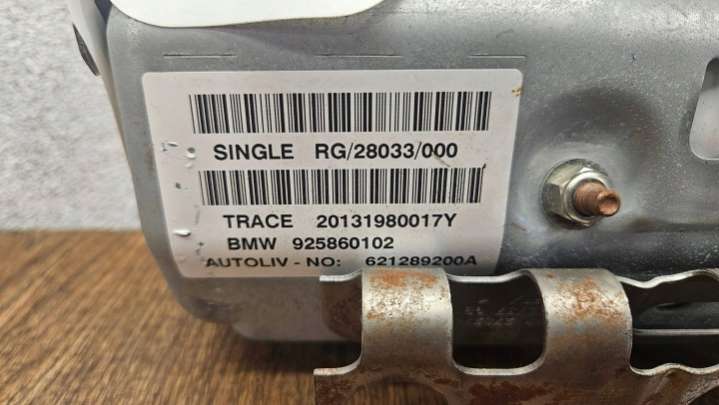 SINGLE RG/28033/000
TRACE 20131980017Y
BMW 925860102
AUTOLIV - NO: 621289200A